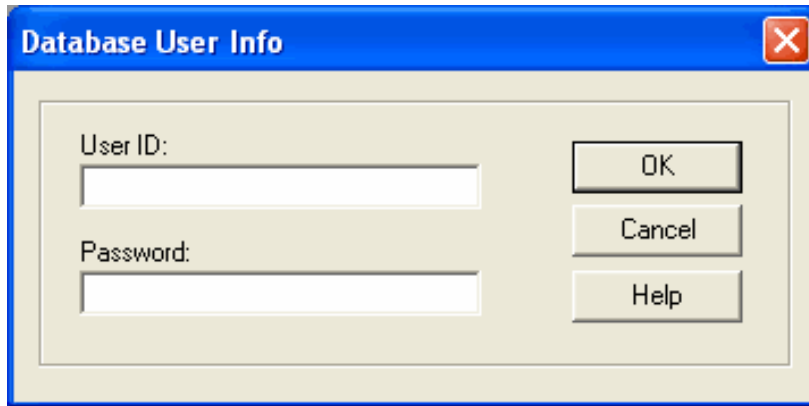 Database User Info
User ID:
OK
Cancel
Password:
Help